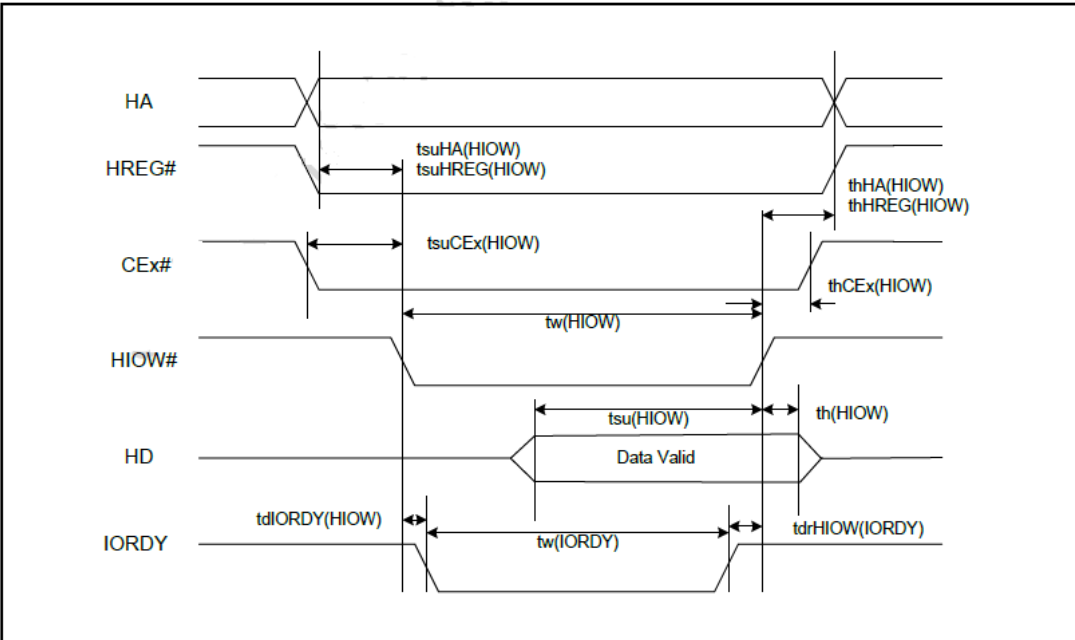 HA
tsuHA(HIOW)
HREG#
tsuHREG(HIOW)
thHA(HIOW)
thHREG(HIOW)
CEx#
tsuCEx(HIOW)
thCEx(HIOW)
tw(HIOW)
HIOW#
tsu(HIOW)
th(HIOW)
HD
Data Valid
tdIORDY(HIOW)
IORDY
tw(IORDY)
tdrHIOW(IORDY)